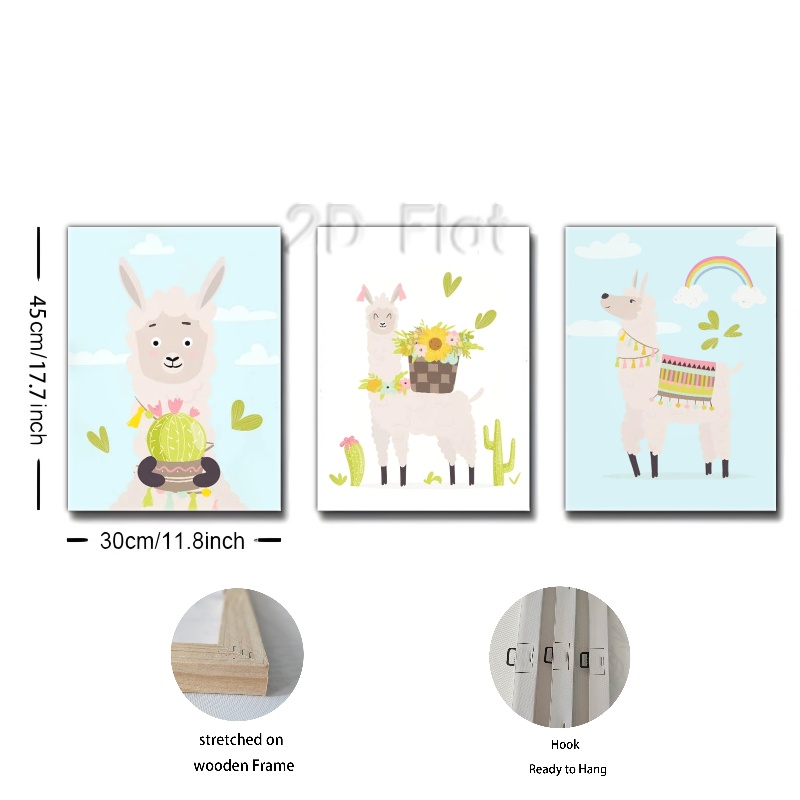 2D Flat
45cm/17.7inch
30cm/11.8inch
stretched on
wooden Frame
Hook
Ready to Hang